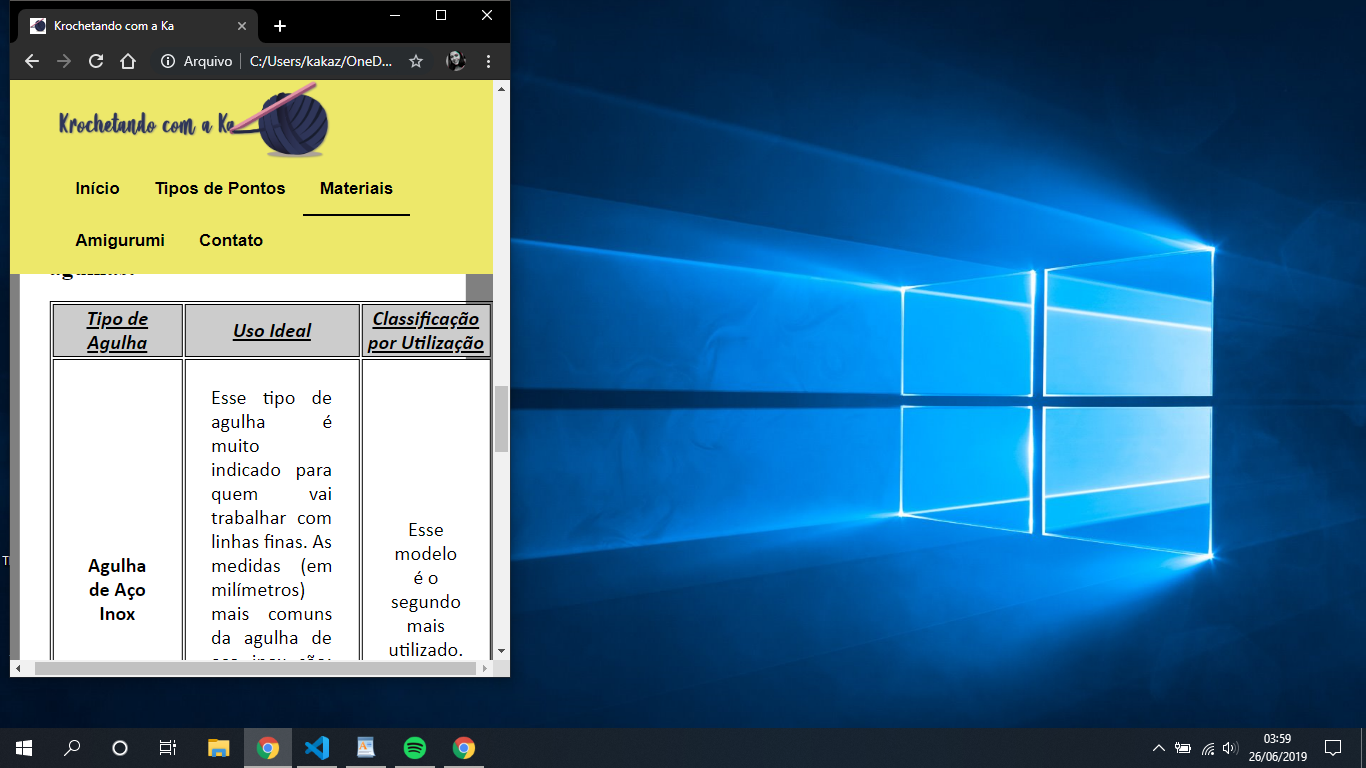 Krochetando com a Ka
Arquivo
C:/Users/kakaz/OneD...
Krochetando com a Ka
Início
Tipos de Pontos
Materiais
Amigurumi
Contato
Tipo de
Agulha
Uso Ideal
Classificação
por Utilização
Agulha
de Aço
Inox
Esse tipo de
agulha é
muito
indicado para
quem vai
trabalhar com
linhas finas. As
medidas (em
milímetros)
mais comuns
da agulha de
Esse
modelo
é o
segundo
mais
utilizado.
03:59
26/06/2019